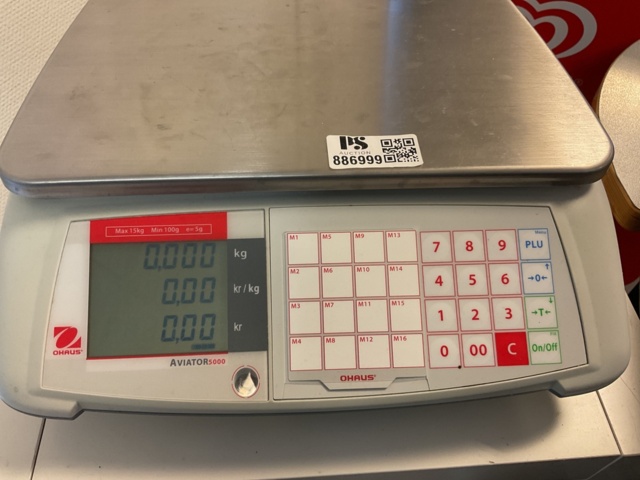 PS
AUCTION
886999
Max 15kg Min 100g e= 5g
0,000 kg
0,00 kr / kg
0,00 kr
OHAUS®
AVIATOR5000
M1 M5 M9 M13
M2 M6 M10 M14
M3 M7 M11 M15
M4 M8 M12 M16
OHAUS®
7 8 9 PLU
4 5 6 →0←
1 2 3 →T←
0 00 C On/Off